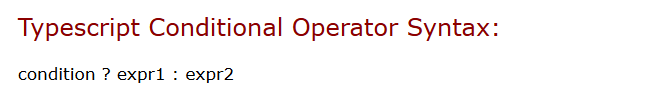 Typescript Conditional Operator Syntax:
condition ? expr1 : expr2